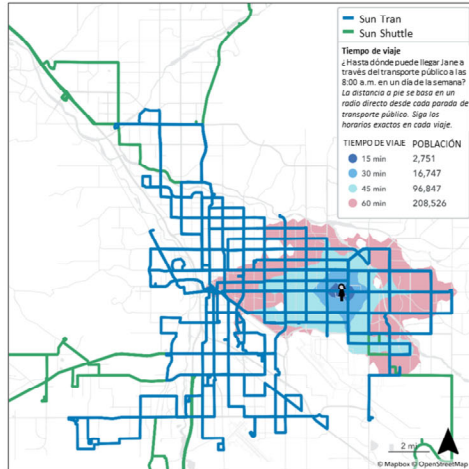 Sun Tran
Sun Shuttle
Tiempo de viaje
¿Hasta dónde puede llegar Jane a
través del transporte público a las
8:00 a.m. en un día de la semana?
La distancia a pie se basa en un
radio directo desde cada parada de
transporte público. Siga los
horarios exactos en cada viaje.
TIEMPO DE VIAJE POBLACIÓN
15 min 2,751
30 min 16,747
45 min 96,847
60 min 208,526
2 mi
© Mapbox © OpenStreetMap